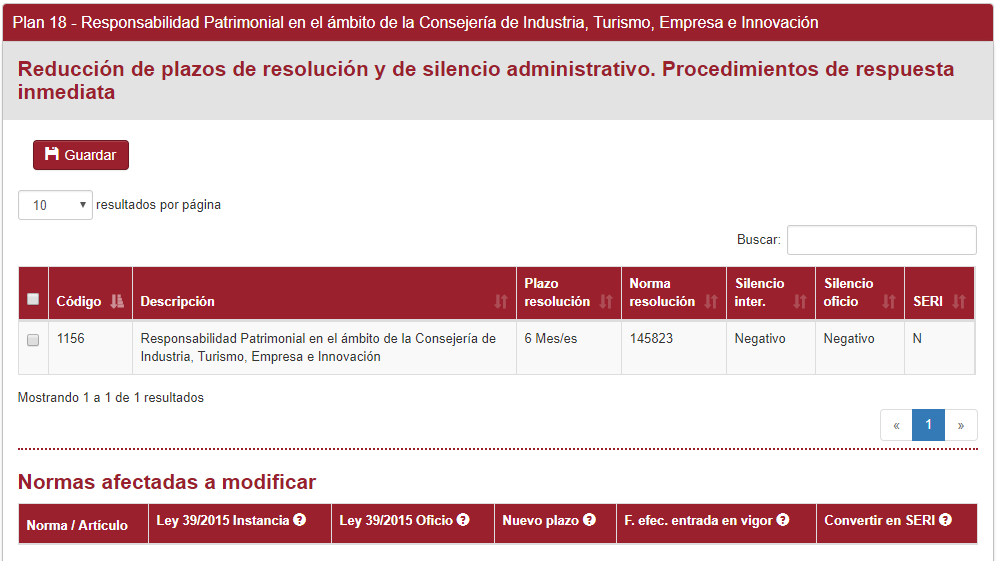 Plan 18 - Responsabilidad Patrimonial en el ámbito de la Consejería de Industria, Turismo, Empresa e Innovación
Reducción de plazos de resolución y de silencio administrativo. Procedimientos de respuesta
inmediata
Guardar
10 resultados por página
Buscar:
Código Descripción Plazo resolución Norma resolución Silencio inter. Silencio oficio SERI
1156 Responsabilidad Patrimonial en el ámbito de la Consejería de 6 Mes/es 145823 Negativo Negativo N
Industria, Turismo, Empresa e Innovación
Mostrando 1 a 1 de 1 resultados
« 1 »
Normas afectadas a modificar
Norma / Artículo Ley 39/2015 Instancia ? Ley 39/2015 Oficio ? Nuevo plazo ? F. efec. entrada en vigor ? Convertir en SERI ?